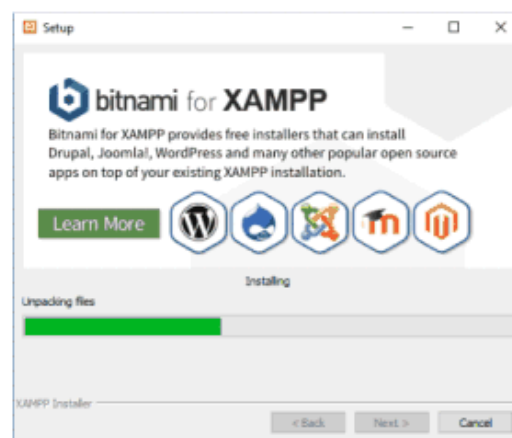 Setup
bitnami for XAMPP
Bitnami for XAMPP provides free installers that can install
Drupal, Joomla!, WordPress and many other popular open source
apps on top of your existing XAMPP installation.
Learn More
Installing
Unpacking files
XAMPP Installer
< Back Next > Cancel